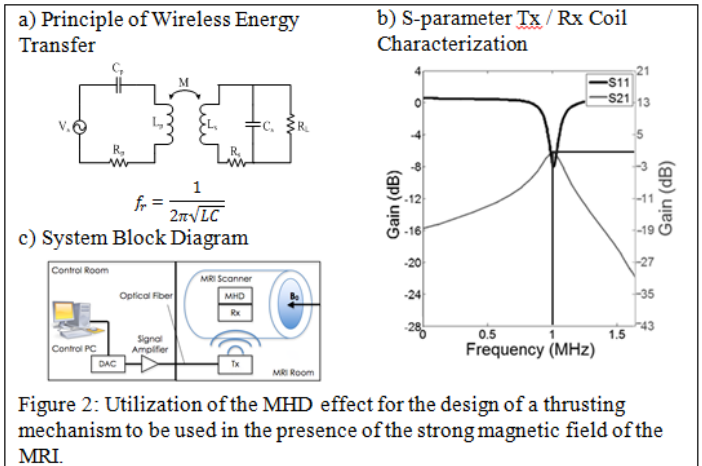 a) Principle of Wireless Energy
Transfer
Cp
M
Vs
Lp
Ls
Cs
RL
Rp
Rs
fr = 1 / 2π√LC
b) S-parameter Tx / Rx Coil
Characterization
S11
S21
4
0
-4
-8
-12
-16
-20
-24
-28
Gain (dB)
21
13
5
-3
-11
-19
-27
-35
-43
Gain (dB)
0
0.5
1
1.5
Frequency (MHz)
c) System Block Diagram
Control Room
Optical Fiber
Control PC
DAC
Signal
Amplifier
MRI Scanner
MHD
Rx
B0
Tx
MRI Room
Figure 2: Utilization of the MHD effect for the design of a thrusting
mechanism to be used in the presence of the strong magnetic field of the
MRI.